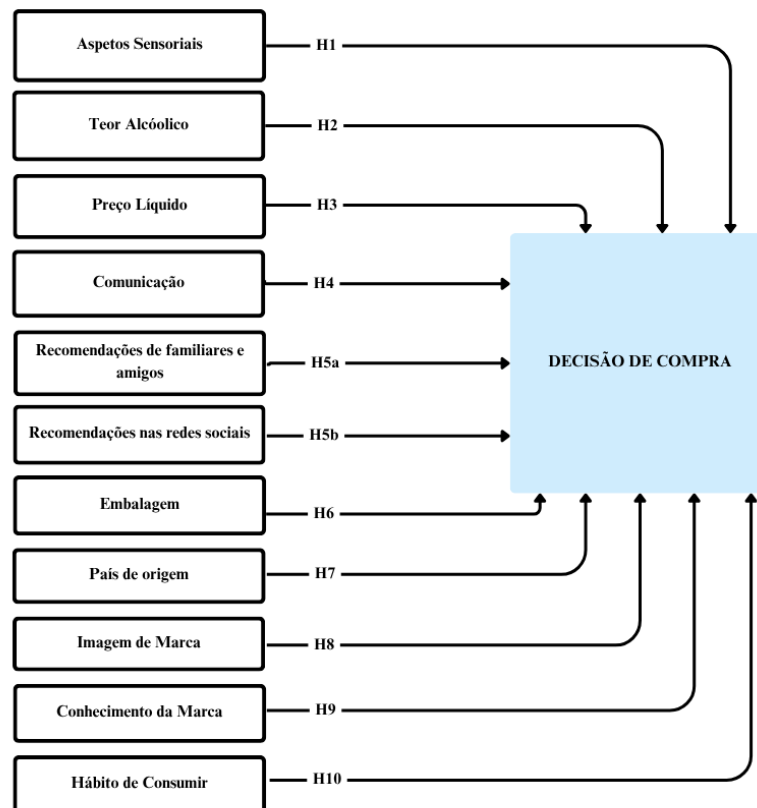 Aspetos Sensoriais
H1
Teor Alcóolico
H2
Preço Líquido
H3
Comunicação
H4
Recomendações de familiares e
amigos
H5a
DECISÃO DE COMPRA
Recomendações nas redes sociais
H5b
Embalagem
H6
País de origem
H7
Imagem de Marca
H8
Conhecimento da Marca
H9
Hábito de Consumir
H10